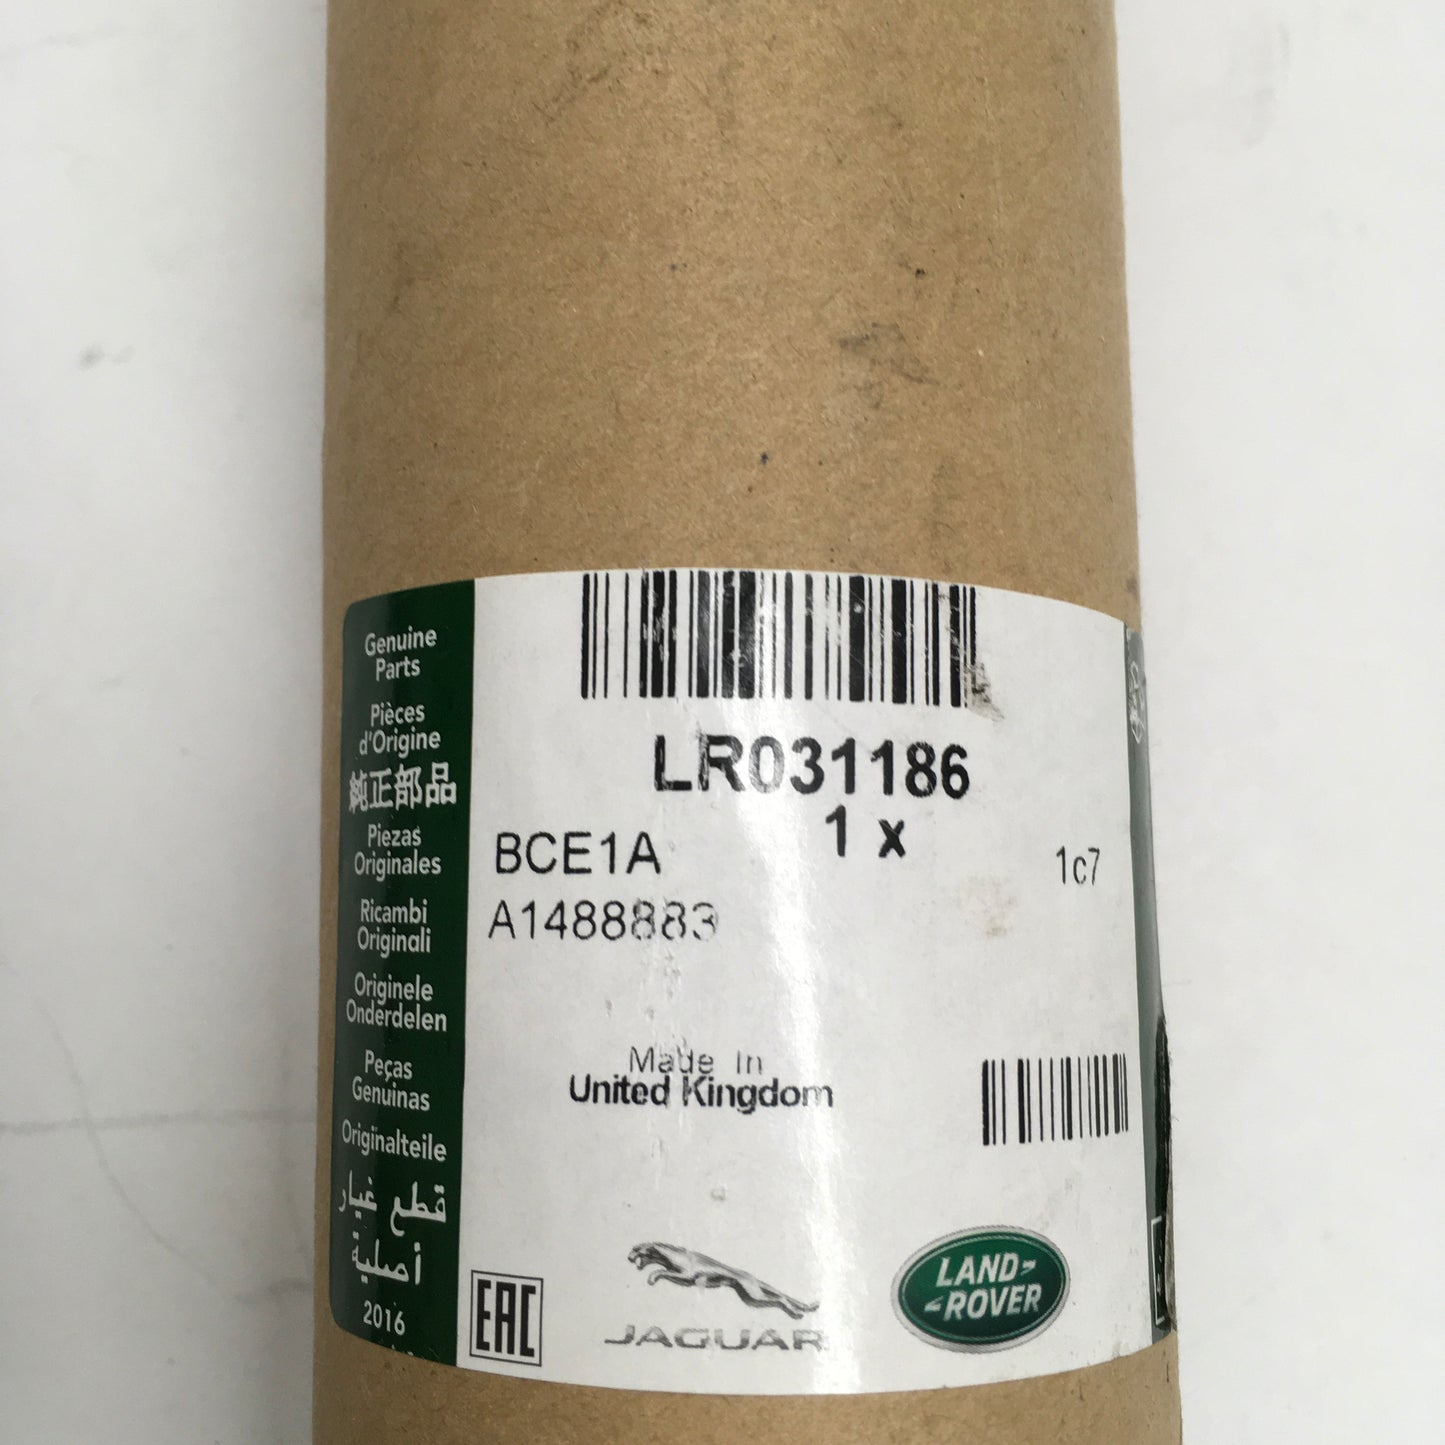 Genuine
Parts
Pièces
d'Origine
純正部品
Piezas
Originales
Ricambi
Originali
Originele
Onderdelen
Peças
Genuinas
Originalteile
قطع غيار
أصلية
2016
LR031186
1 x
BCE1A
1c7
A1488883
Made In
United Kingdom
EAC
JAGUAR
LAND
ROVER